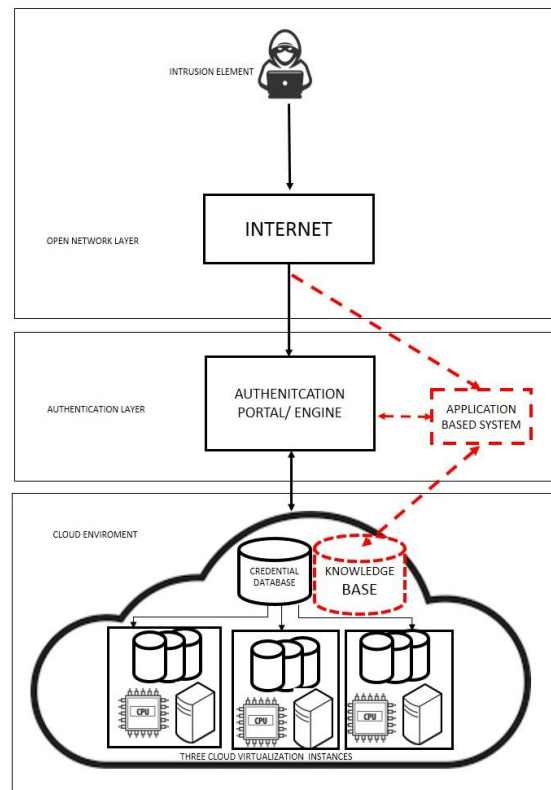 INTRUSION ELEMENT
INTERNET
OPEN NETWORK LAYER
AUTHENITCATION
PORTAL/ ENGINE
AUTHENTICATION LAYER
APPLICATION
BASED SYSTEM
CLOUD ENVIROMENT
CREDENTIAL
DATABASE
KNOWLEDGE
BASE
CPU
CPU
CPU
THREE CLOUD VIRTUALIZATION INSTANCES